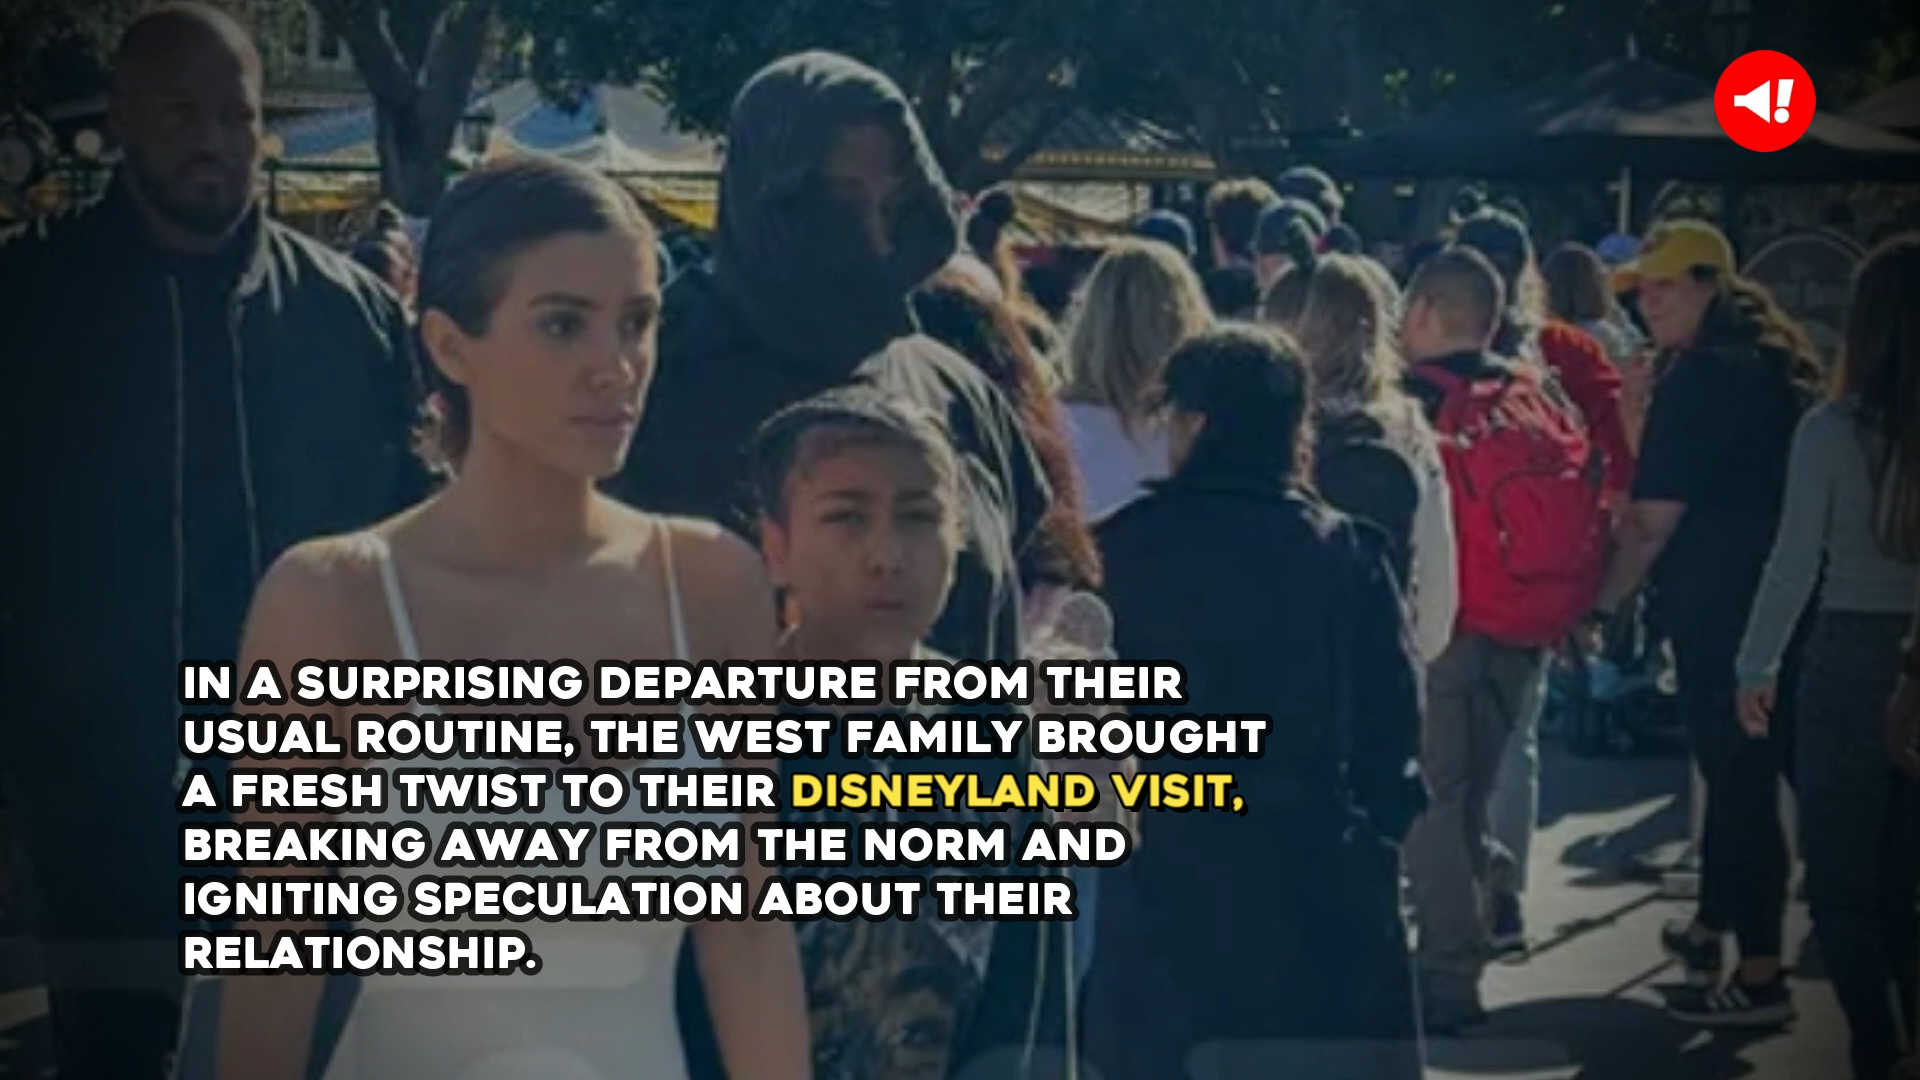 IN A SURPRISING DEPARTURE FROM THEIR
USUAL ROUTINE, THE WEST FAMILY BROUGHT
A FRESH TWIST TO THEIR DISNEYLAND VISIT,
BREAKING AWAY FROM THE NORM AND
IGNITING SPECULATION ABOUT THEIR
RELATIONSHIP.